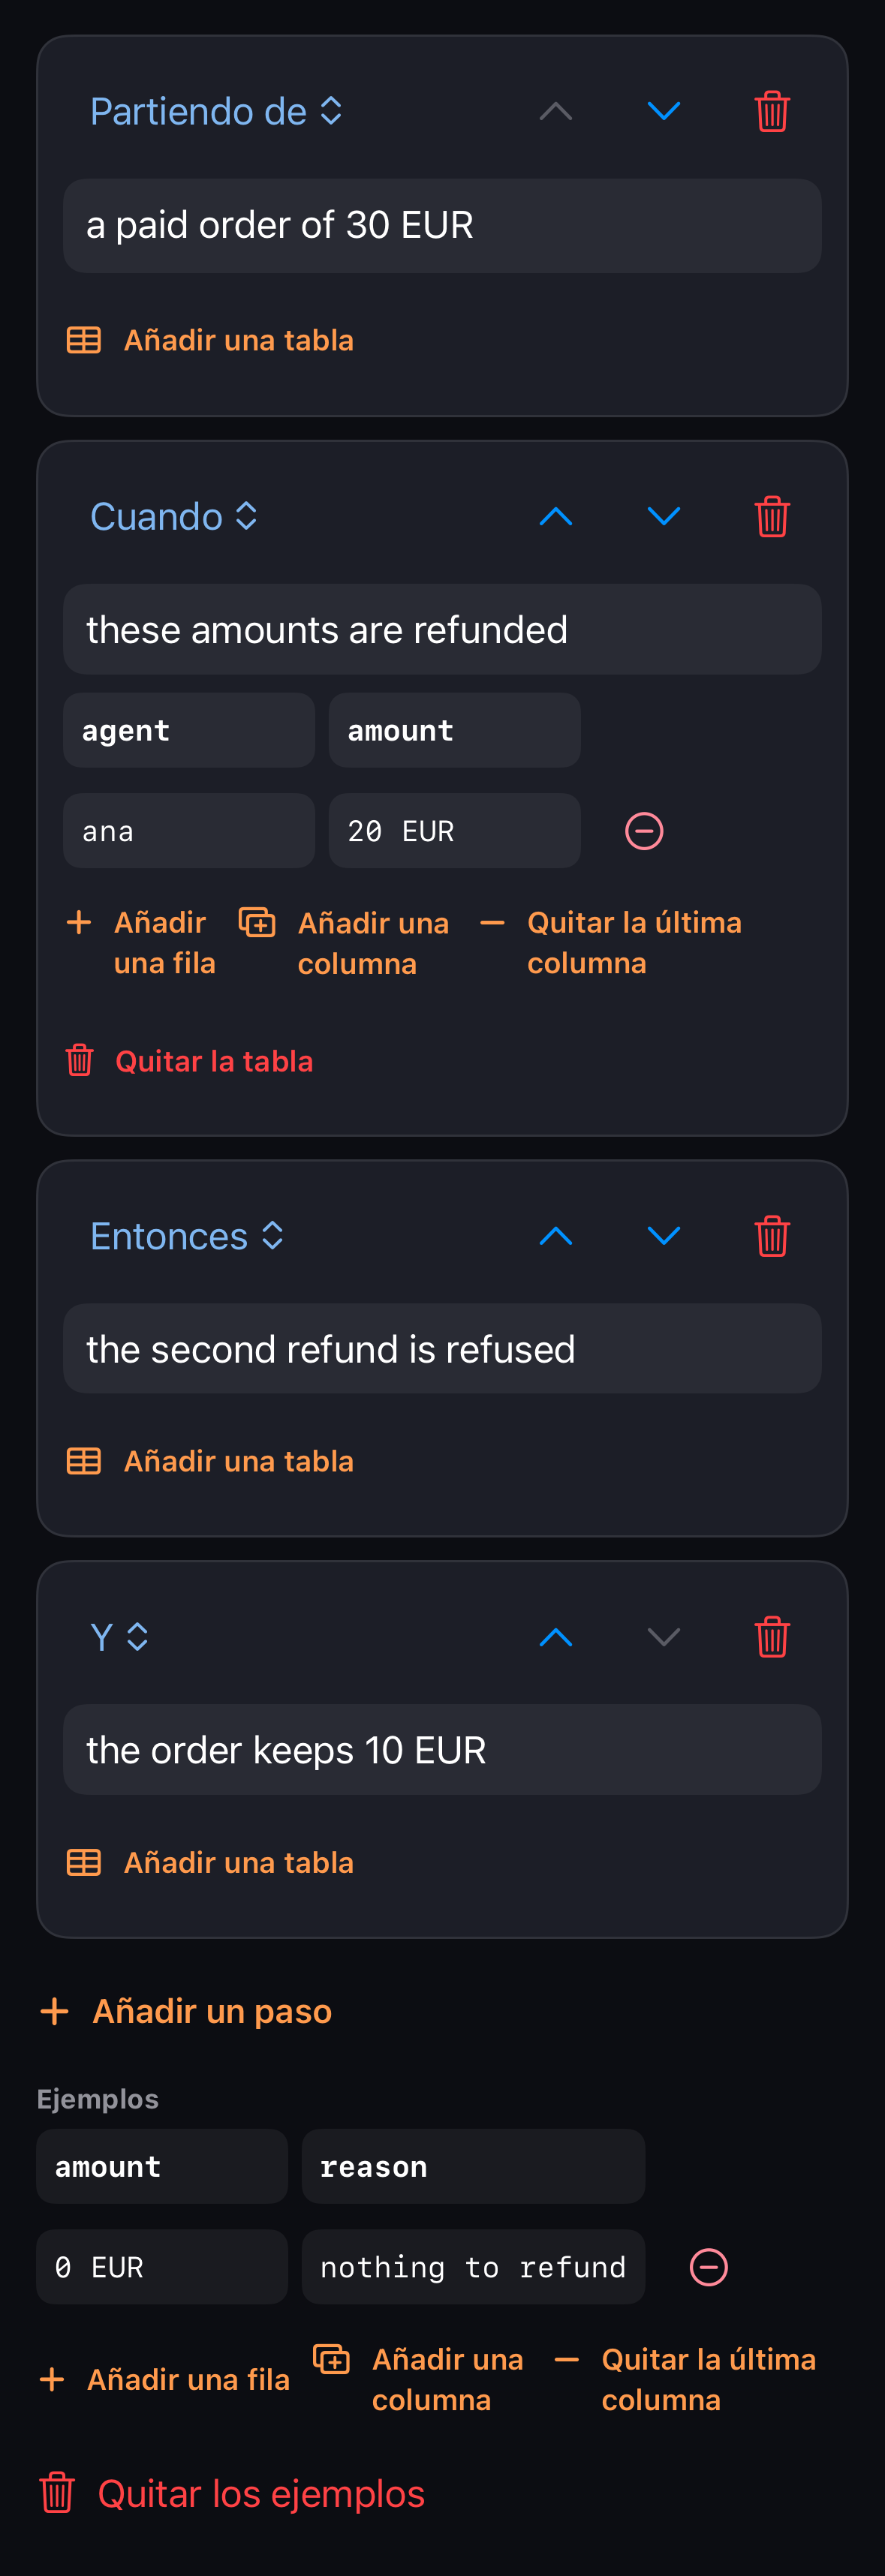 Partiendo de
a paid order of 30 EUR
Añadir una tabla
Cuando
these amounts are refunded
agent amount
ana 20 EUR
Añadir una fila
Añadir una columna
Quitar la última columna
Quitar la tabla
Entonces
the second refund is refused
Añadir una tabla
Y
the order keeps 10 EUR
Añadir una tabla
Añadir un paso
Ejemplos
amount reason
0 EUR nothing to refund
Añadir una fila
Añadir una columna
Quitar la última columna
Quitar los ejemplos